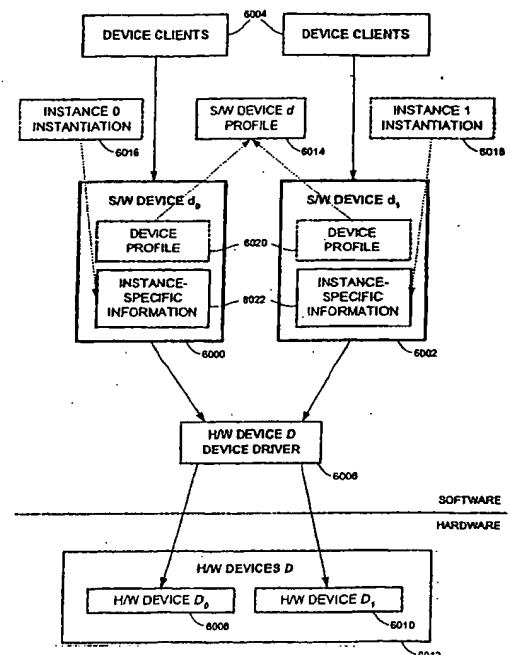 6004
DEVICE CLIENTS
DEVICE CLIENTS
INSTANCE 0
INSTANTIATION
6016
S/W DEVICE d
PROFILE
6014
INSTANCE 1
INSTANTIATION
6018
S/W DEVICE d0
DEVICE
PROFILE
INSTANCE-
SPECIFIC
INFORMATION
6000
6020
6022
S/W DEVICE d1
DEVICE
PROFILE
INSTANCE-
SPECIFIC
INFORMATION
6002
H/W DEVICE D
DEVICE DRIVER
6006
SOFTWARE
HARDWARE
H/W DEVICES D
H/W DEVICE D0
6008
H/W DEVICE D1
6010
6012